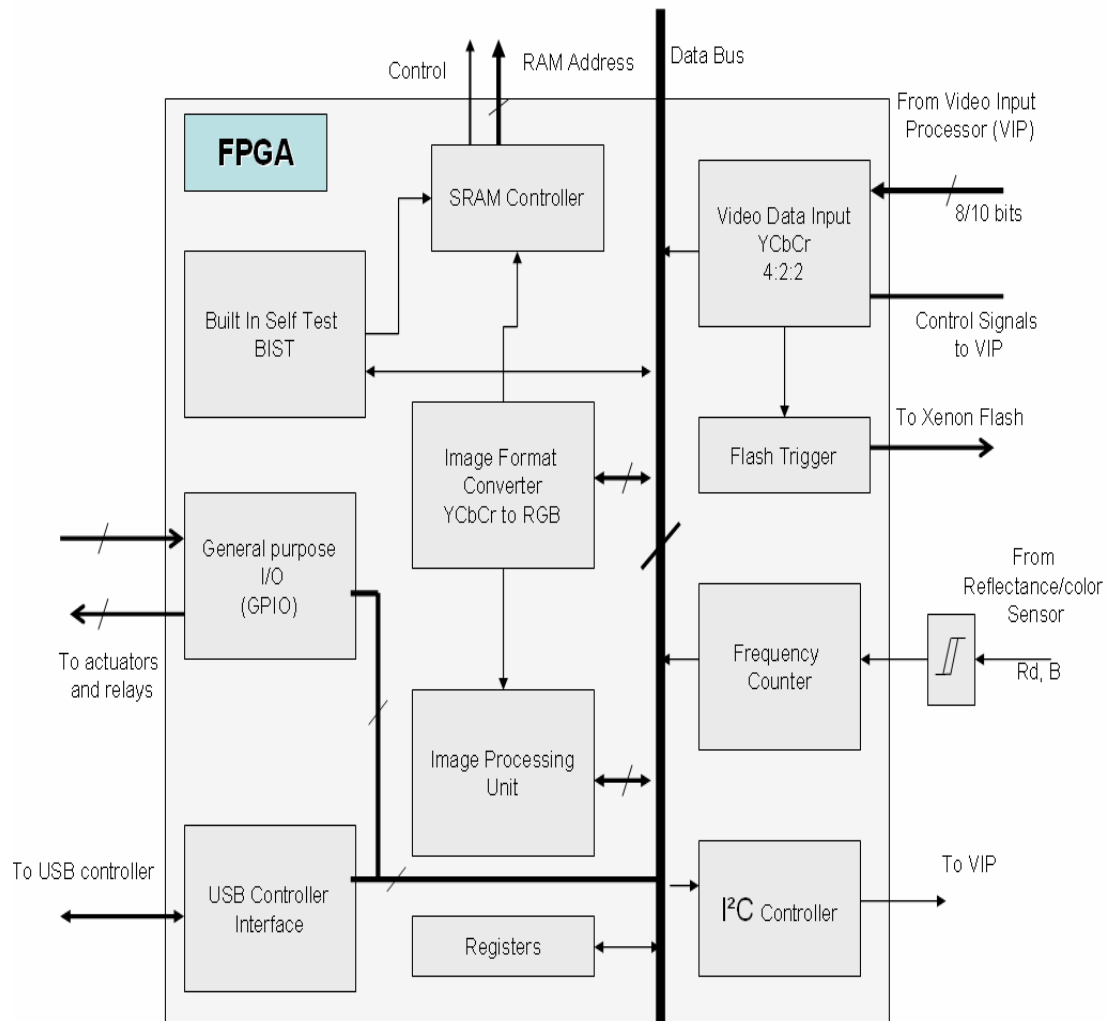 Control
RAM Address
Data Bus
From Video Input
Processor (VIP)
FPGA
SRAM Controller
Video Data Input
YCbCr
4:2:2
8/10 bits
Built In Self Test
BIST
Control Signals
to VIP
To Xenon Flash
Image Format
Converter
YCbCr to RGB
Flash Trigger
General purpose
I/O
(GPIO)
From
Reflectance/color
Sensor
To actuators
and relays
Frequency
Counter
Rd, B
Image Processing
Unit
To USB controller
To VIP
USB Controller
Interface
I²C Controller
Registers